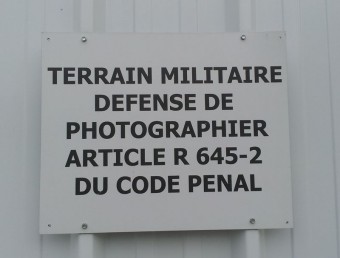 TERRAIN MILITAIRE
DEFENSE DE
PHOTOGRAPHIER
ARTICLE R 645-2
DU CODE PENAL